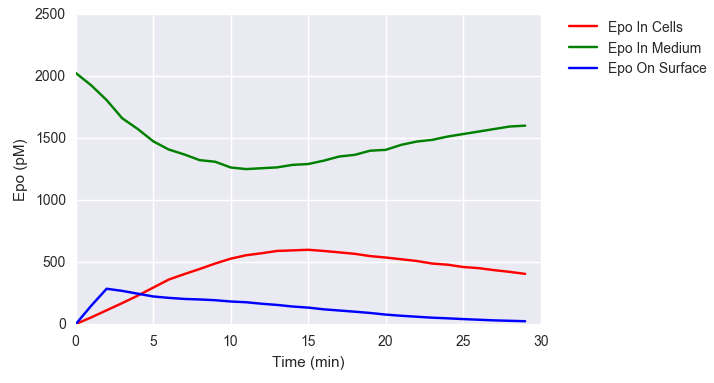 2500
2000
1500
1000
500
0
Epo (pM)
0 5 10 15 20 25 30
Time (min)
Epo In Cells
Epo In Medium
Epo On Surface